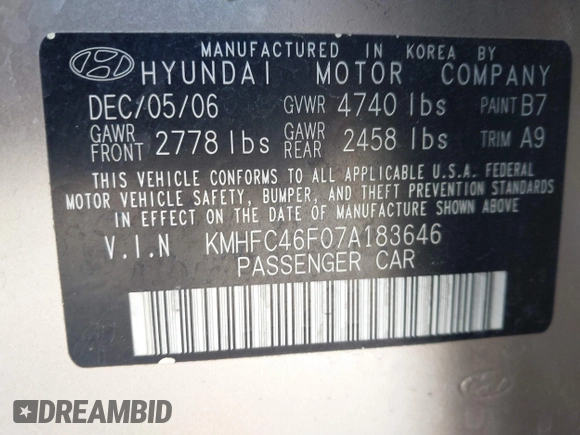 MANUFACTURED IN KOREA BY
HYUNDAI MOTOR COMPANY
DEC/05/06 GVWR 4740 lbs PAINT B7
GAWR FRONT 2778 lbs GAWR REAR 2458 lbs TRIM A9
THIS VEHICLE CONFORMS TO ALL APPLICABLE U.S.A. FEDERAL
MOTOR VEHICLE SAFETY, BUMPER, AND THEFT PREVENTION STANDARDS
IN EFFECT ON THE DATE OF MANUFACTURE SHOWN ABOVE
V.I.N KMHFC46F07A183646
PASSENGER CAR
DREAMBID